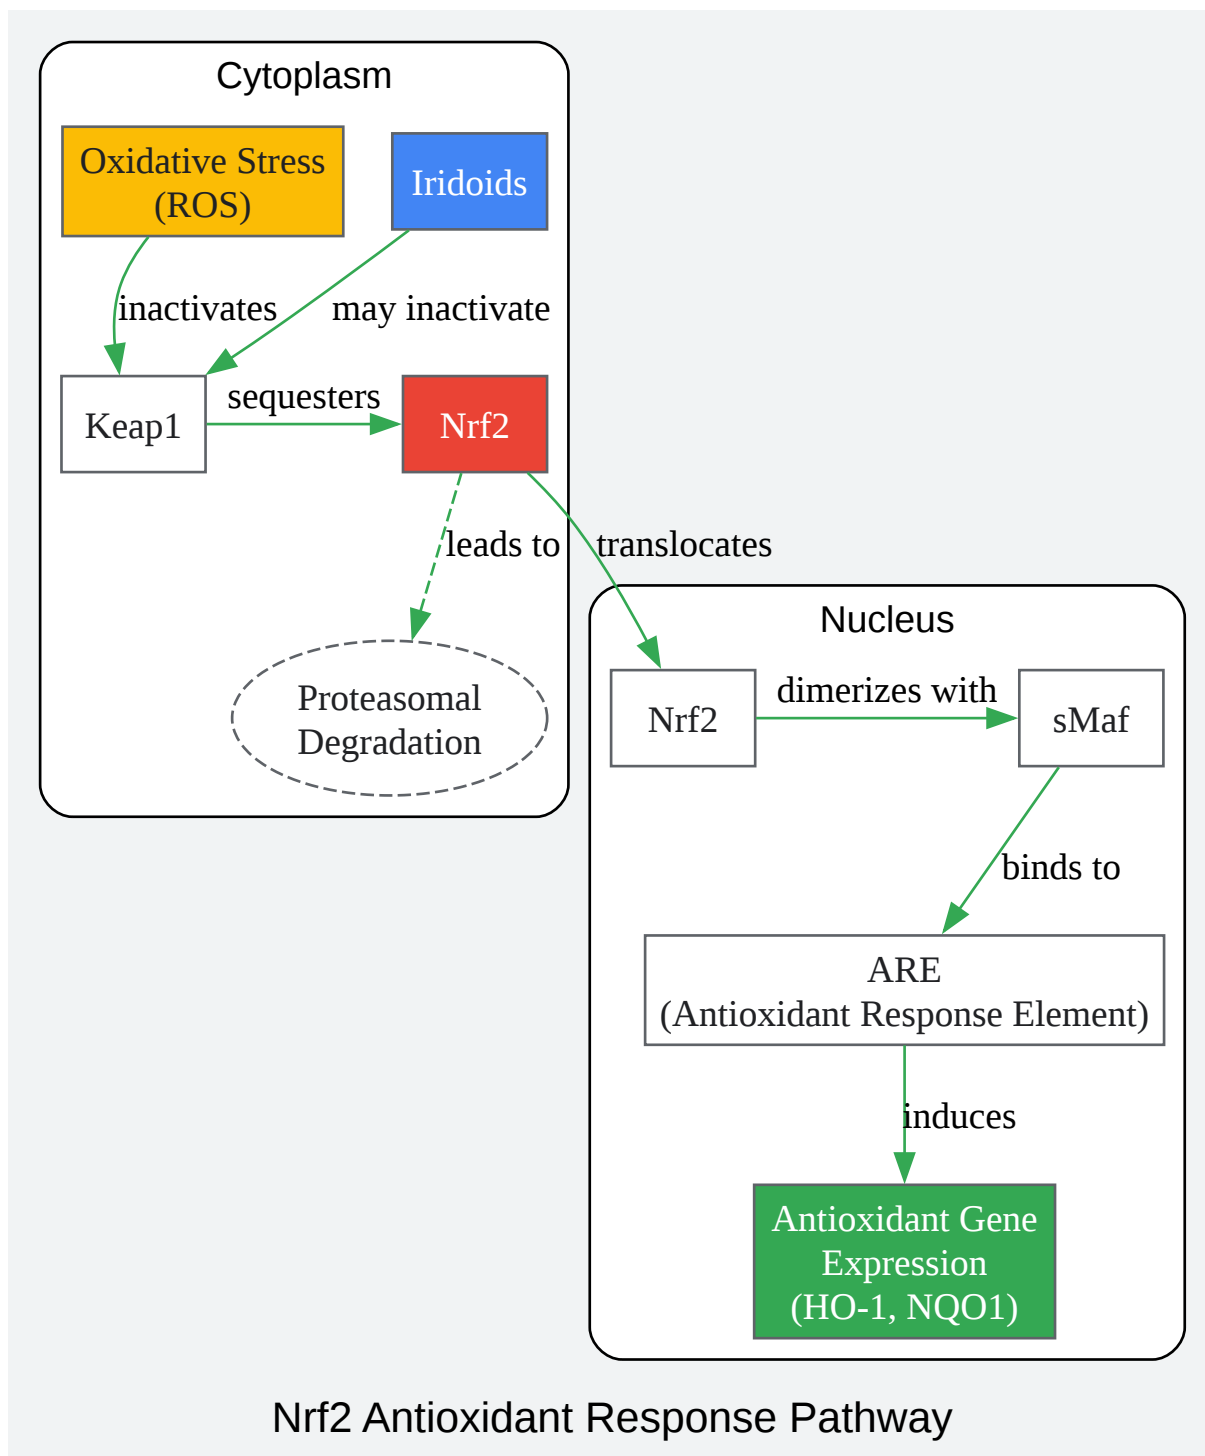 Cytoplasm
Oxidative Stress
(ROS)
Iridoids
inactivates
may inactivate
Keap1
sequesters
Nrf2
leads to
translocates
Proteasomal
Degradation
Nucleus
Nrf2
dimerizes with
sMaf
binds to
ARE
(Antioxidant Response Element)
induces
Antioxidant Gene
Expression
(HO-1, NQO1)
Nrf2 Antioxidant Response Pathway